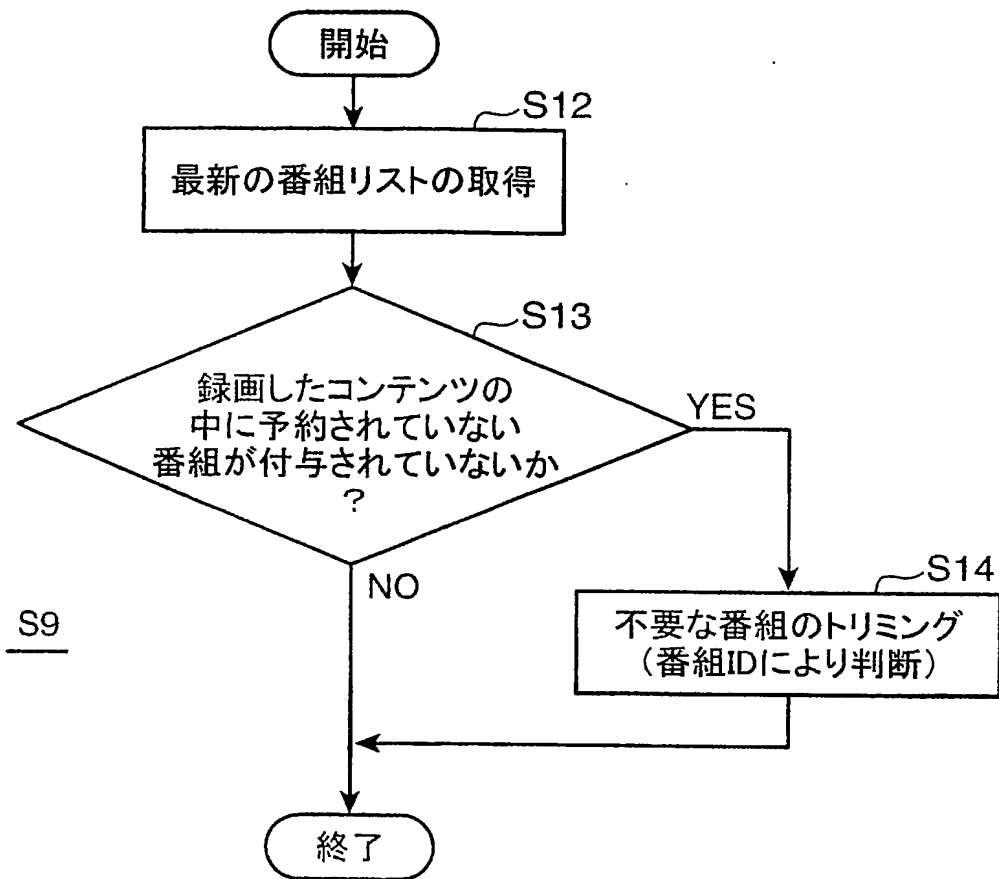 開始
S12
最新の番組リストの取得
S13
録画したコンテンツの
中に予約されていない
番組が付与されていないか
？
YES
NO
S14
不要な番組のトリミング
（番組IDにより判断）
S9
終了